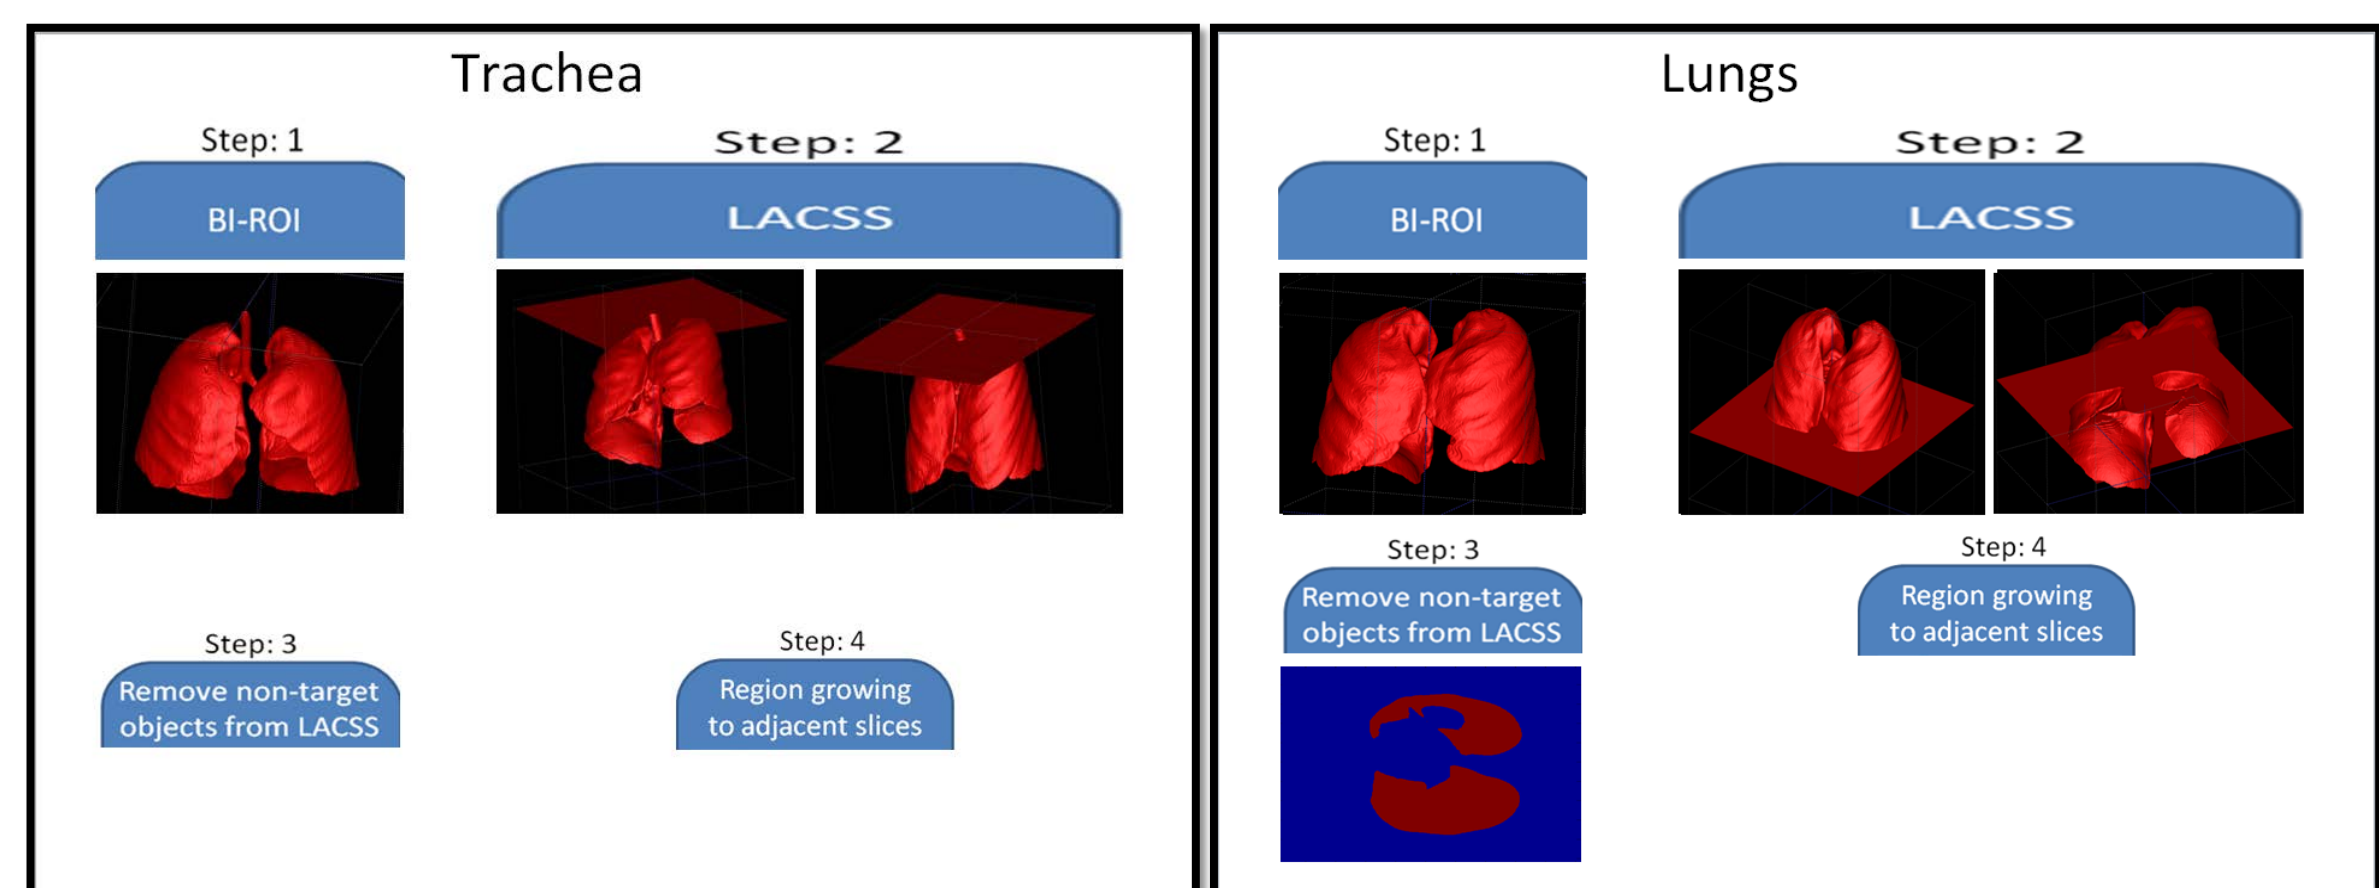 Trachea
Step: 1
BI-ROI
Step: 2
LACSS
Step: 3
Remove non-target
objects from LACSS
Step: 4
Region growing
to adjacent slices
Lungs
Step: 1
BI-ROI
Step: 2
LACSS
Step: 3
Remove non-target
objects from LACSS
Step: 4
Region growing
to adjacent slices